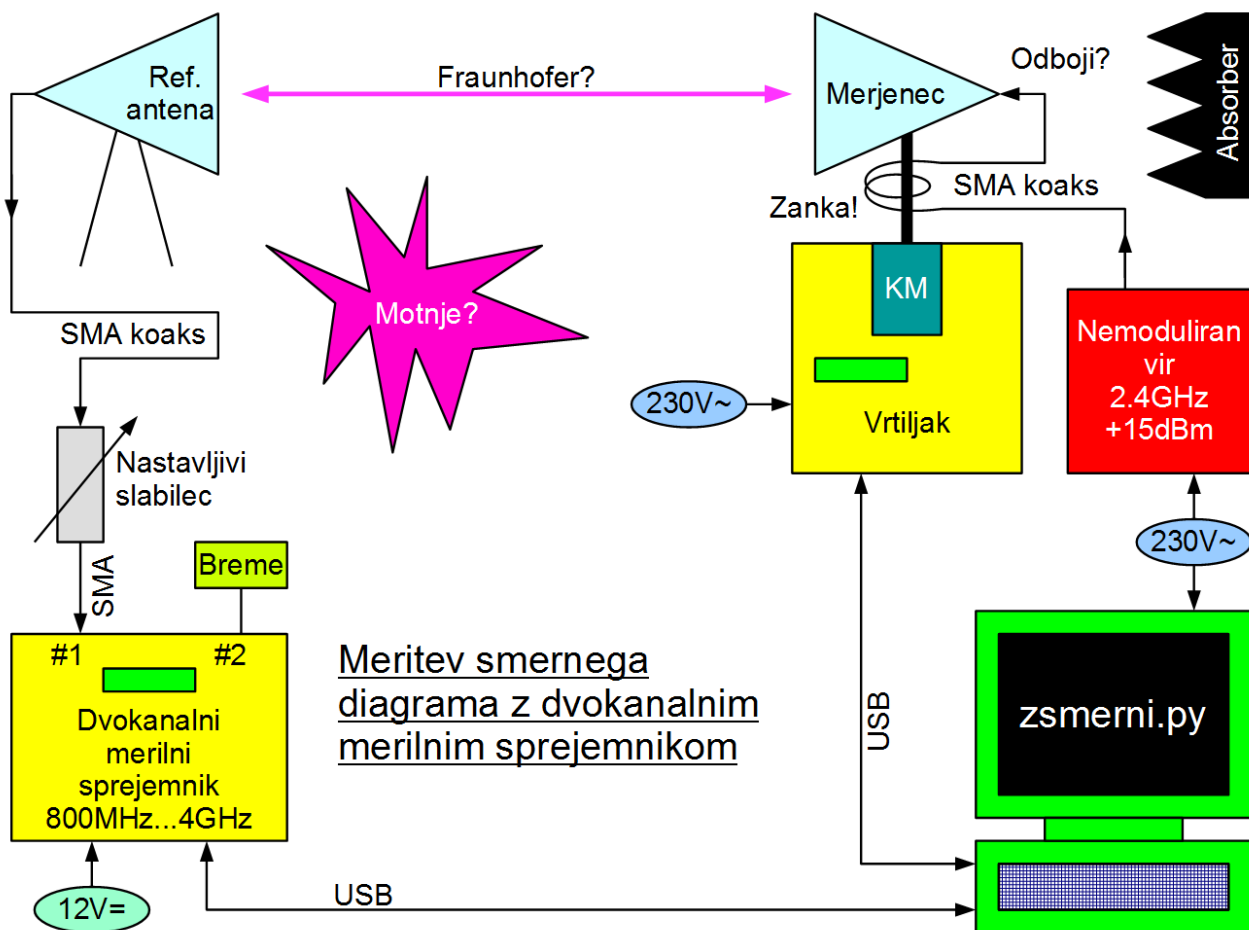 Ref.
antena
Fraunhofer?
Merjenec
Odboji?
Absorber
SMA koaks
Zanka!
KM
Motnje?
SMA koaks
Nemoduliran
vir
2.4GHz
+15dBm
230V~
Vrtiljak
Nastavljivi
slabilec
230V~
SMA
Breme
#1
#2
Dvokanalni
merilni
sprejemnik
800MHz...4GHz
Meritev smernega
diagrama z dvokanalnim
merilnim sprejemnikom
USB
zsmerni.py
12V=
USB